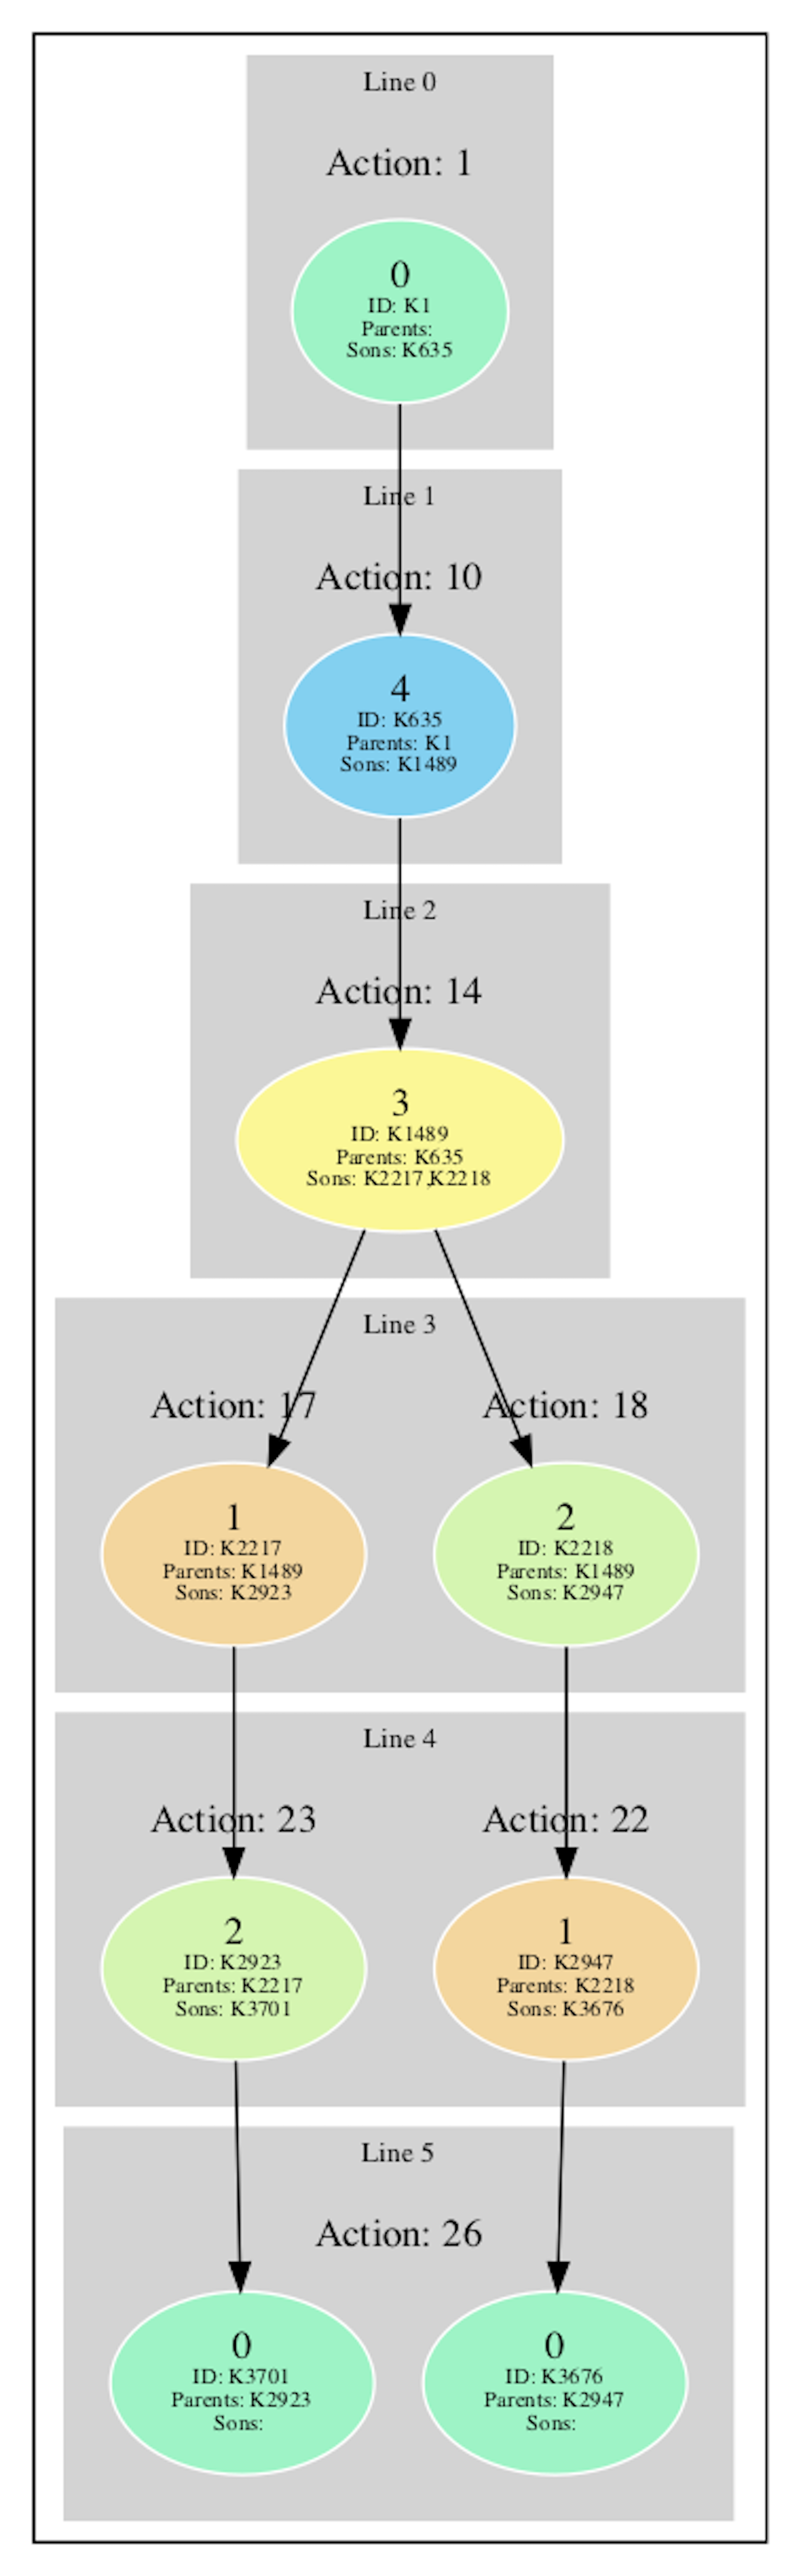 Line 0
Action: 1
0
ID: K1
Parents:
Sons: K635
Line 1
Action: 10
4
ID: K635
Parents: K1
Sons: K1489
Line 2
Action: 14
3
ID: K1489
Parents: K635
Sons: K2217,K2218
Line 3
Action: 17
Action: 18
1
ID: K2217
Parents: K1489
Sons: K2923
2
ID: K2218
Parents: K1489
Sons: K2947
Line 4
Action: 23
Action: 22
2
ID: K2923
Parents: K2217
Sons: K3701
1
ID: K2947
Parents: K2218
Sons: K3676
Line 5
Action: 26
0
ID: K3701
Parents: K2923
Sons:
0
ID: K3676
Parents: K2947
Sons: